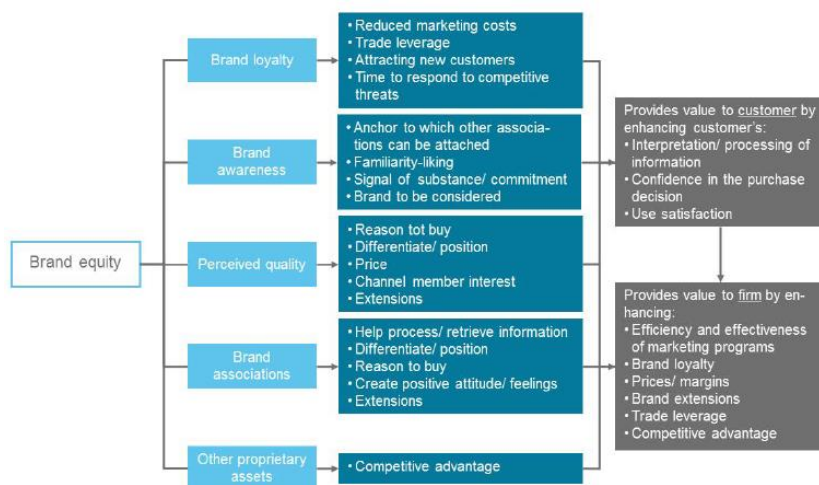 Brand equity
Brand loyalty
• Reduced marketing costs
• Trade leverage
• Attracting new customers
• Time to respond to competitive
threats
Brand
awareness
• Anchor to which other associa-
tions can be attached
• Familiarity-liking
• Signal of substance/ commitment
• Brand to be considered
Perceived quality
• Reason tot buy
• Differentiate/ position
• Price
• Channel member interest
• Extensions
Brand
associations
• Help process/ retrieve information
• Differentiate/ position
• Reason to buy
• Create positive attitude/ feelings
• Extensions
Other proprietary
assets
• Competitive advantage
Provides value to customer by
enhancing customer's:
• Interpretation/ processing of
information
• Confidence in the purchase
decision
• Use satisfaction
Provides value to firm by en-
hancing:
• Efficiency and effectiveness
of marketing programs
• Brand loyalty
• Prices/ margins
• Brand extensions
• Trade leverage
• Competitive advantage